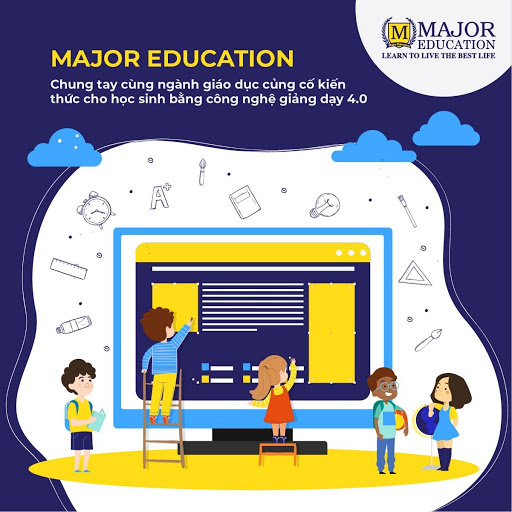 M MAJOR
EDUCATION
LEARN TO LIVE THE BEST LIFE
MAJOR EDUCATION
Chung tay cùng ngành giáo dục củng cố kiến
thức cho học sinh bằng công nghệ giảng dạy 4.0
A+